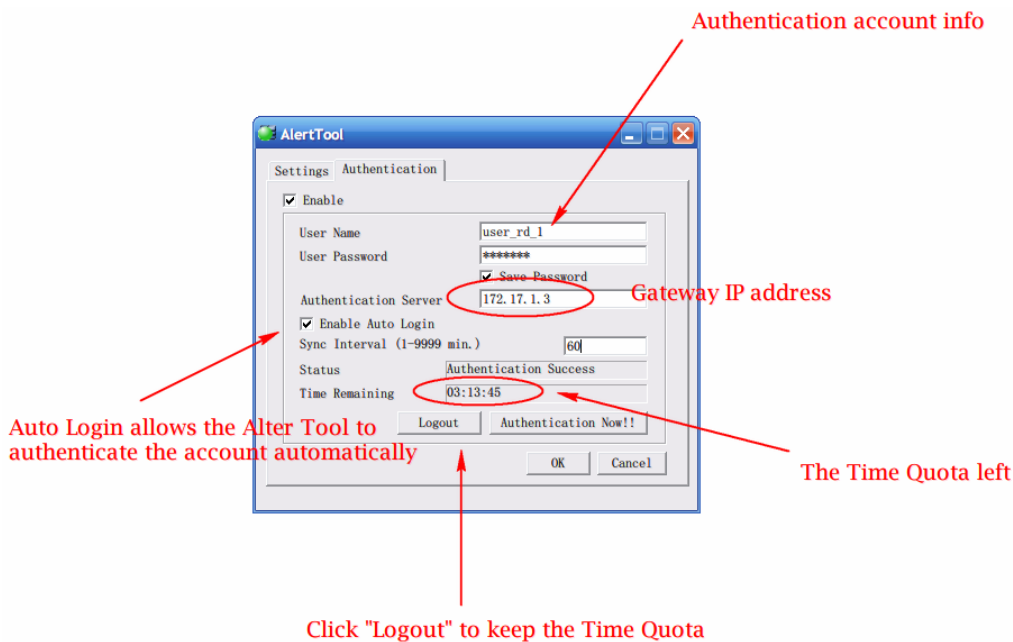 Authentication account info
AlertTool
Settings Authentication
Enable
User Name user_rd_1
User Password *******
Save Password
Authentication Server 172.17.1.3 Gateway IP address
Enable Auto Login
Sync Interval (1-9999 min.) 60
Status Authentication Success
Time Remaining 03:13:45
Logout Authentication Now!!
Auto Login allows the Alter Tool to
authenticate the account automatically
OK Cancel
The Time Quota left
Click "Logout" to keep the Time Quota